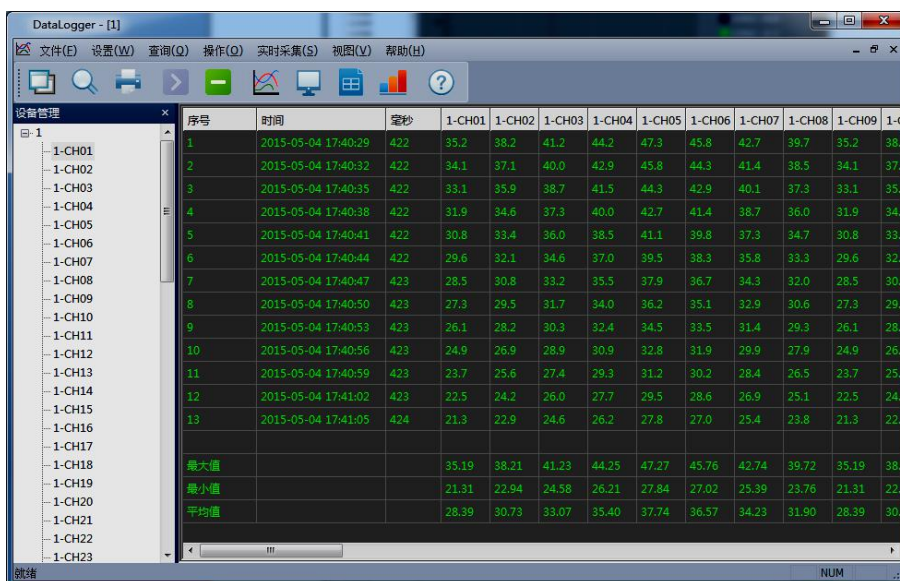 DataLogger - [1]
文件(F) 设置(W) 查询(Q) 操作(O) 实时采集(S) 视图(V) 帮助(H)
设备管理
1
1-CH01
1-CH02
1-CH03
1-CH04
1-CH05
1-CH06
1-CH07
1-CH08
1-CH09
1-CH10
1-CH11
1-CH12
1-CH13
1-CH14
1-CH15
1-CH16
1-CH17
1-CH18
1-CH19
1-CH20
1-CH21
1-CH22
1-CH23
序号 时间 毫秒 1-CH01 1-CH02 1-CH03 1-CH04 1-CH05 1-CH06 1-CH07 1-CH08 1-CH09
1 2015-05-04 17:40:29 422 35.2 38.2 41.2 44.2 47.3 45.8 42.7 39.7 35.2 38.
2 2015-05-04 17:40:32 422 34.1 37.1 40.0 42.9 45.8 44.3 41.4 38.5 34.1 37.
3 2015-05-04 17:40:35 422 33.1 35.9 38.7 41.5 44.3 42.9 40.1 37.3 33.1 35.
4 2015-05-04 17:40:38 422 31.9 34.6 37.3 40.0 42.7 41.4 38.7 36.0 31.9 34.
5 2015-05-04 17:40:41 422 30.8 33.4 36.0 38.5 41.1 39.8 37.3 34.7 30.8 33.
6 2015-05-04 17:40:44 422 29.6 32.1 34.6 37.0 39.5 38.3 35.8 33.3 29.6 32.
7 2015-05-04 17:40:47 423 28.5 30.8 33.2 35.5 37.9 36.7 34.3 32.0 28.5 30.
8 2015-05-04 17:40:50 423 27.3 29.5 31.7 34.0 36.2 35.1 32.9 30.6 27.3 29.
9 2015-05-04 17:40:53 423 26.1 28.2 30.3 32.4 34.5 33.5 31.4 29.3 26.1 28.
10 2015-05-04 17:40:56 423 24.9 26.9 28.9 30.9 32.8 31.9 29.9 27.9 24.9 26.
11 2015-05-04 17:40:59 423 23.7 25.6 27.4 29.3 31.2 30.2 28.4 26.5 23.7 25.
12 2015-05-04 17:41:02 423 22.5 24.2 26.0 27.7 29.5 28.6 26.9 25.1 22.5 24.
13 2015-05-04 17:41:05 424 21.3 22.9 24.6 26.2 27.8 27.0 25.4 23.8 21.3 22.
最大值 35.19 38.21 41.23 44.25 47.27 45.76 42.74 39.72 35.19 38.
最小值 21.31 22.94 24.58 26.21 27.84 27.02 25.39 23.76 21.31 22.
平均值 28.39 30.73 33.07 35.40 37.74 36.57 34.23 31.90 28.39 30.
就绪 NUM